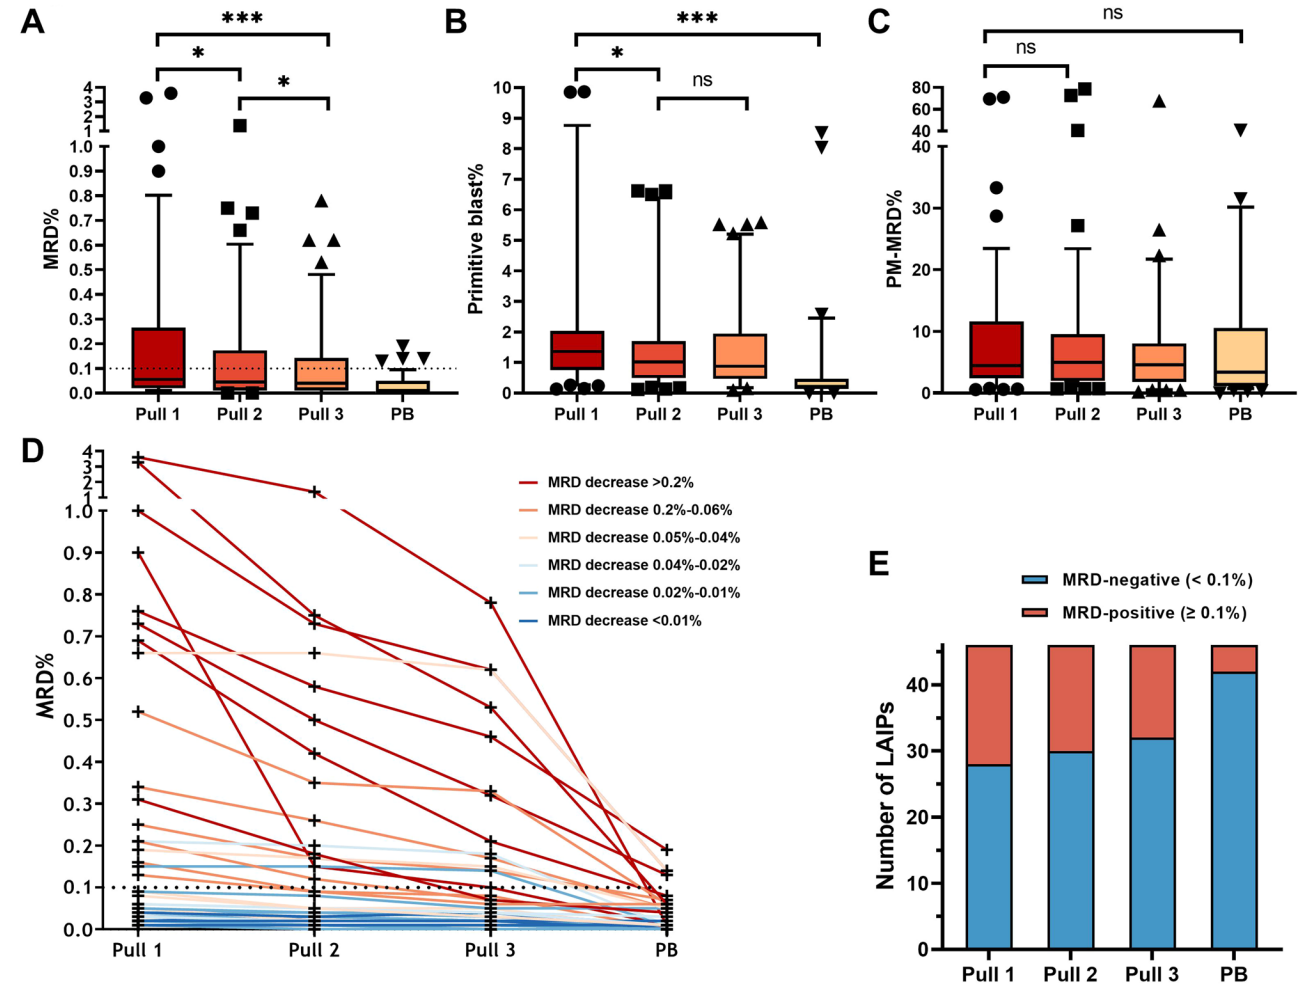 A
***
*
*
MRD%
4
3
2
1
1.0
0.9
0.8
0.7
0.6
0.5
0.4
0.3
0.2
0.1
0.0
Pull 1
Pull 2
Pull 3
PB
B
***
*
ns
Primitive blast%
10
9
8
7
6
5
4
3
2
1
0
Pull 1
Pull 2
Pull 3
PB
C
ns
ns
PM-MRD%
80
60
40
40
30
20
10
0
Pull 1
Pull 2
Pull 3
PB
D
MRD%
4
3
2
1
1.0
0.9
0.8
0.7
0.6
0.5
0.4
0.3
0.2
0.1
0.0
Pull 1
Pull 2
Pull 3
PB
MRD decrease >0.2%
MRD decrease 0.2%-0.06%
MRD decrease 0.05%-0.04%
MRD decrease 0.04%-0.02%
MRD decrease 0.02%-0.01%
MRD decrease <0.01%
E
MRD-negative (< 0.1%)
MRD-positive (≥ 0.1%)
Number of LAIPs
40
30
20
10
0
Pull 1
Pull 2
Pull 3
PB